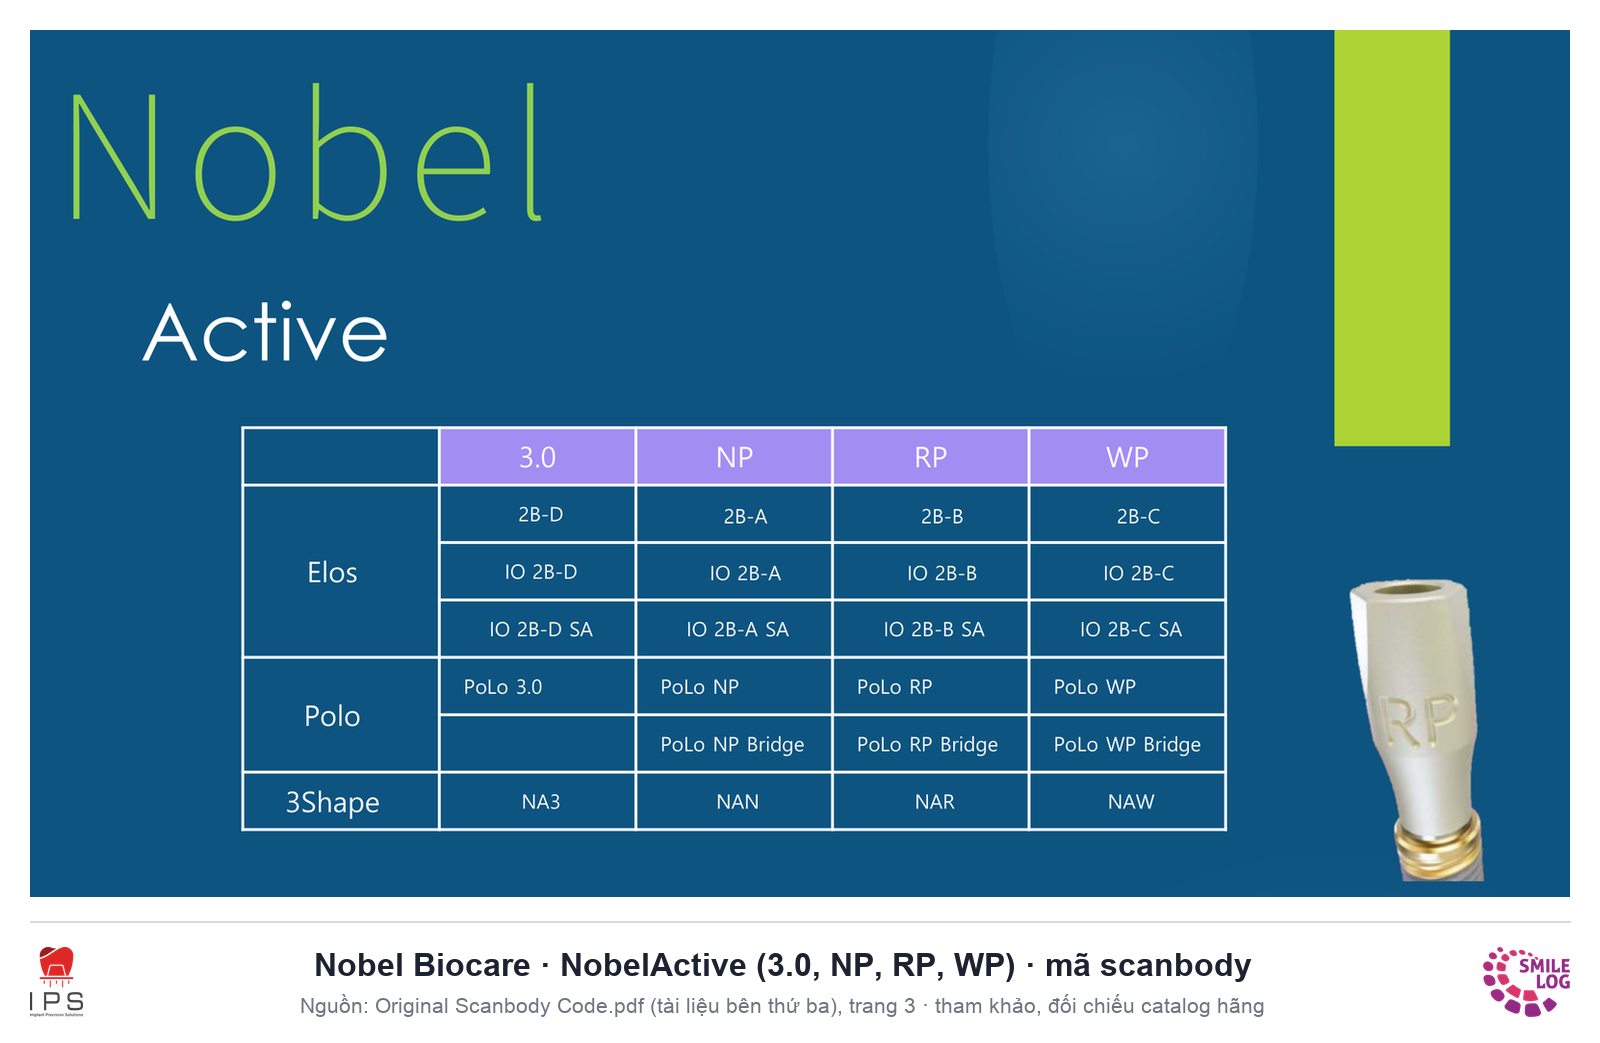 Nobel
Active
3.0 NP RP WP
Elos
2B-D 2B-A 2B-B 2B-C
IO 2B-D IO 2B-A IO 2B-B IO 2B-C
IO 2B-D SA IO 2B-A SA IO 2B-B SA IO 2B-C SA
Polo
PoLo 3.0 PoLo NP PoLo RP PoLo WP
PoLo NP Bridge PoLo RP Bridge PoLo WP Bridge
3Shape NA3 NAN NAR NAW
RP
Nobel Biocare · NobelActive (3.0, NP, RP, WP) · mã scanbody
Nguồn: Original Scanbody Code.pdf (tài liệu bên thứ ba), trang 3 · tham khảo, đối chiếu catalog hãng
IPS
Implant Precision Solutions
SMILE
LOG